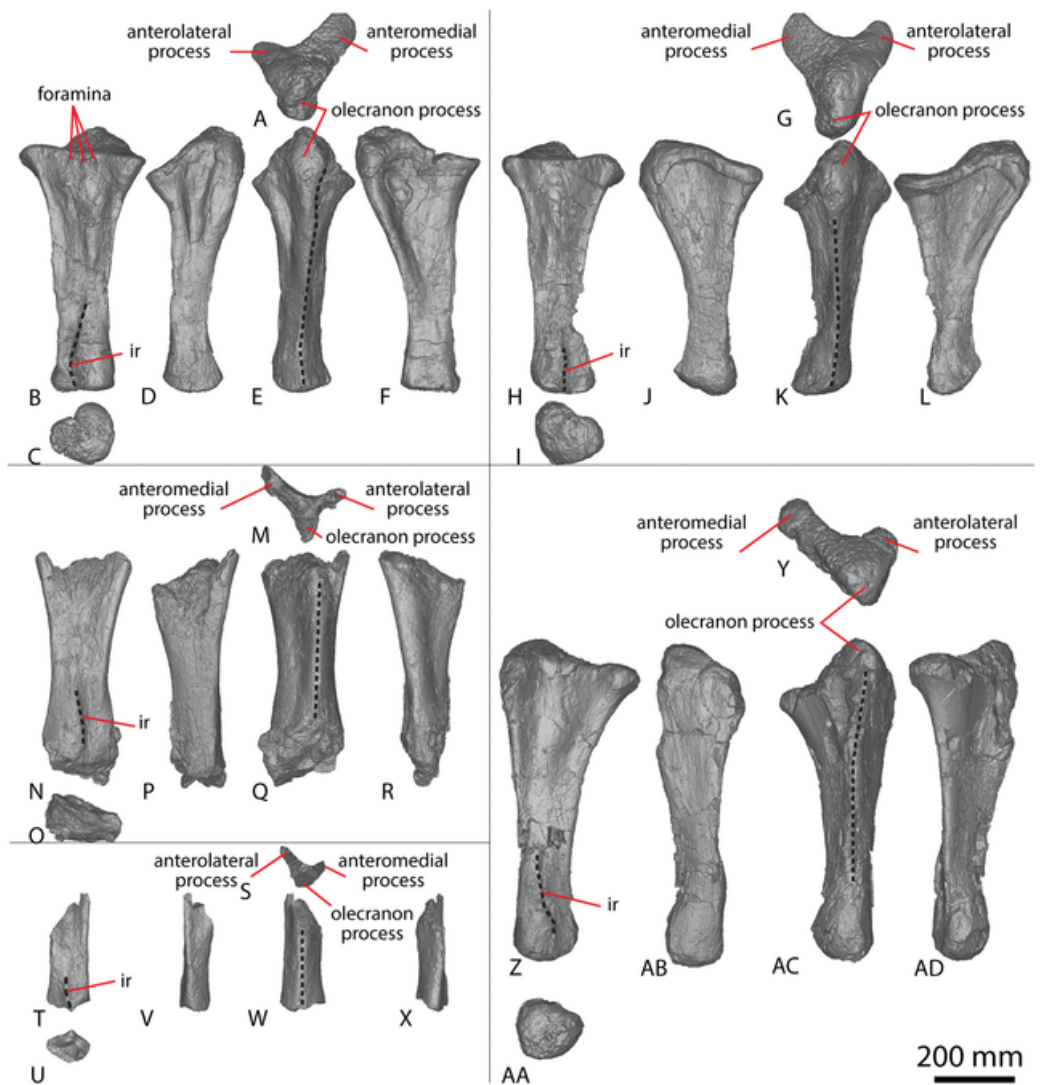 anterolateral
process
anteromedial
process
foramina
A
olecranon process
ir
B
D
E
F
C
anteromedial
process
anterolateral
process
G
olecranon process
ir
H
J
K
L
I
anteromedial
process
anterolateral
process
M
olecranon process
ir
N
P
Q
R
O
anterolateral
process
S
anteromedial
process
olecranon
process
ir
T
V
W
X
U
anteromedial
process
anterolateral
process
Y
olecranon process
ir
Z
AB
AC
AD
AA
200 mm